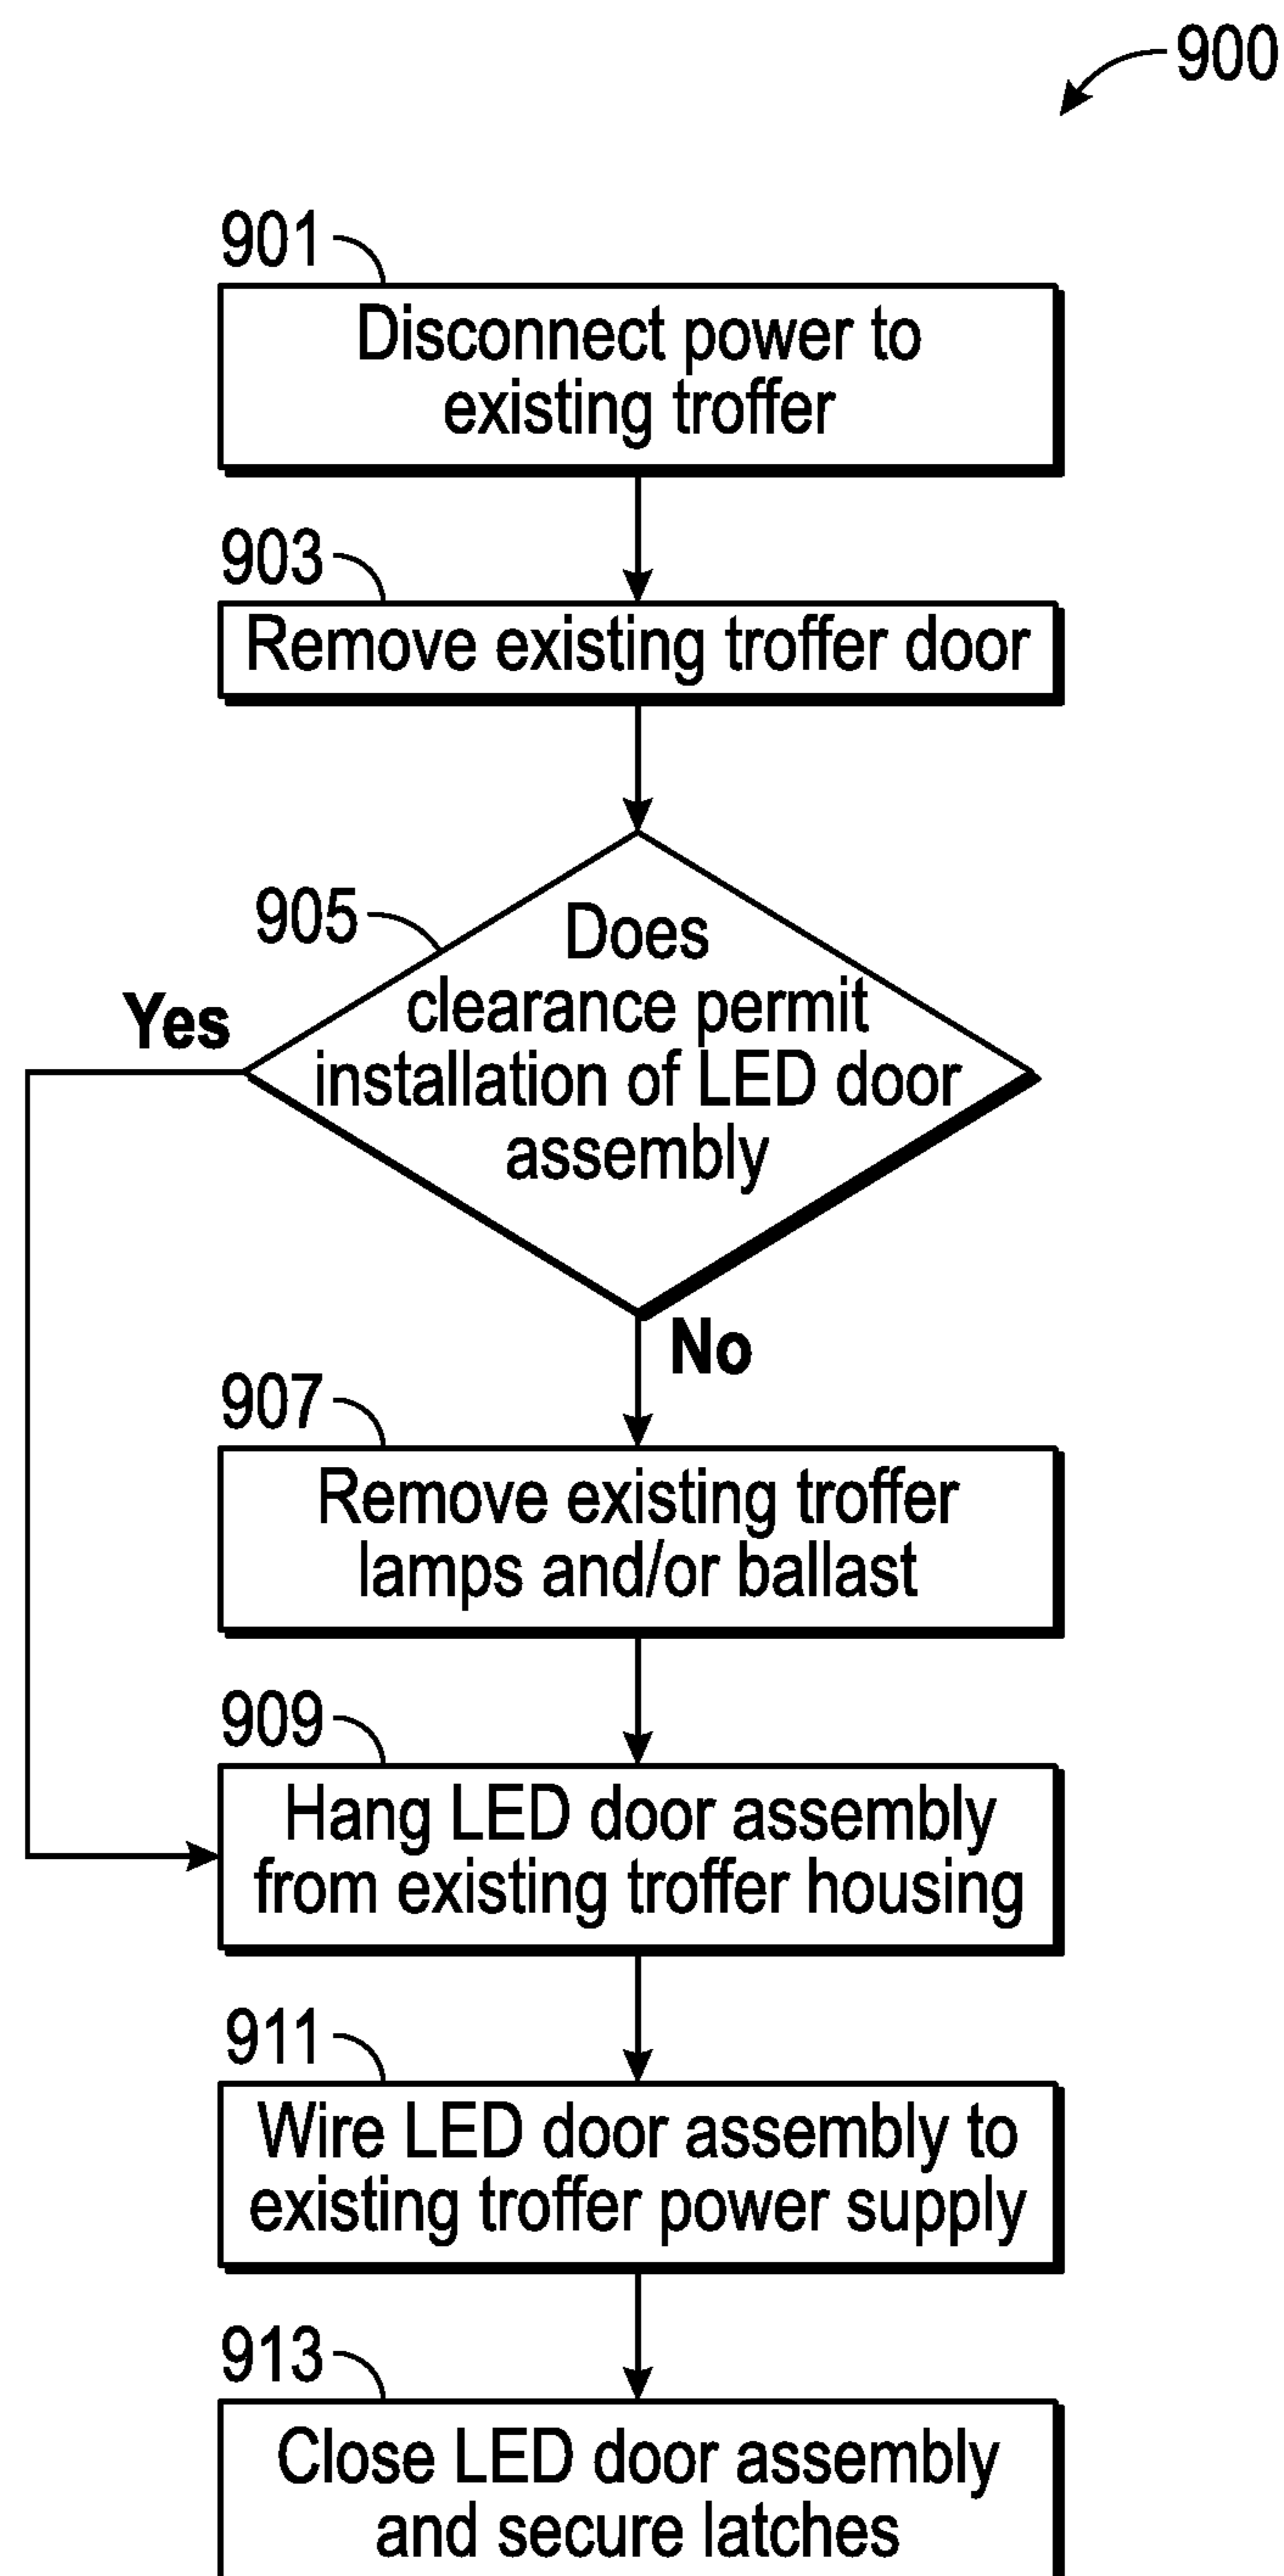 900
901
Disconnect power to
existing troffer
903
Remove existing troffer door
905
Does
clearance permit
installation of LED door
assembly
Yes
No
907
Remove existing troffer
lamps and/or ballast
909
Hang LED door assembly
from existing troffer housing
911
Wire LED door assembly to
existing troffer power supply
913
Close LED door assembly
and secure latches